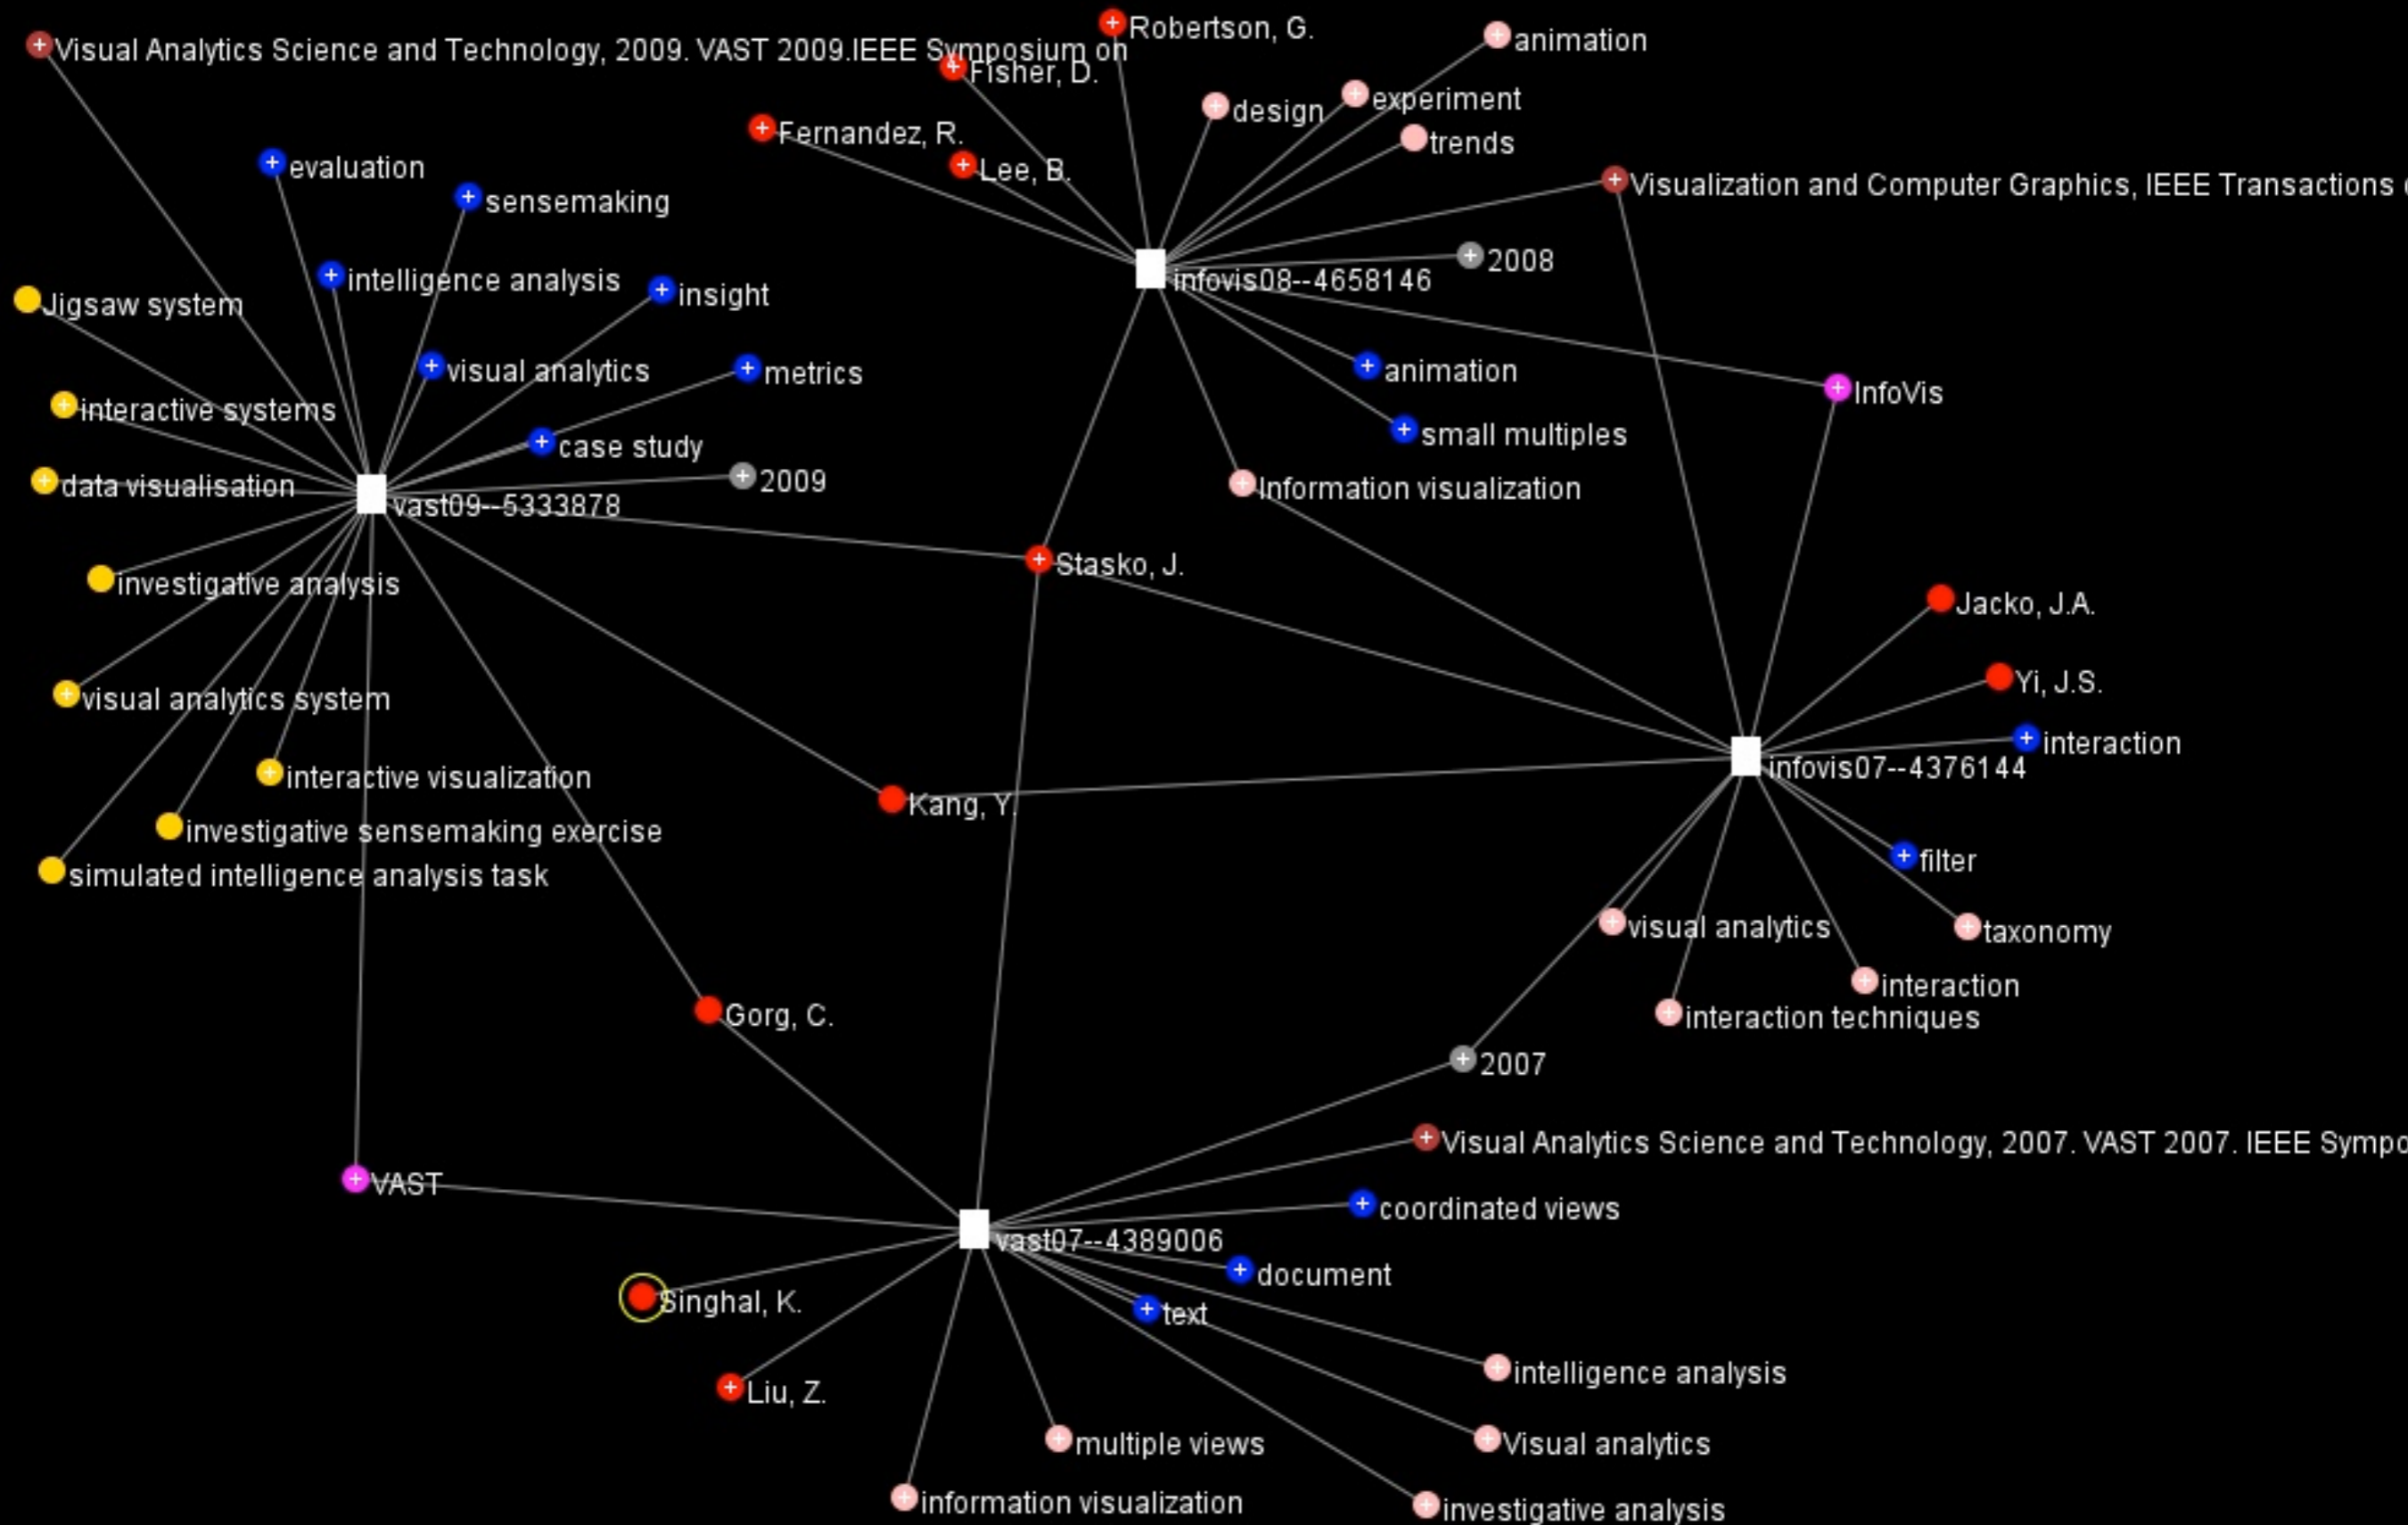 Visual Analytics Science and Technology, 2009. VAST 2009.IEEE Symposium on
Robertson, G.
animation
Fisher, D.
experiment
design
Fernandez, R.
trends
evaluation
Lee, B.
Visualization and Computer Graphics, IEEE Transactions
sensemaking
2008
intelligence analysis
infovis08--4658146
insight
Jigsaw system
visual analytics
metrics
animation
InfoVis
interactive systems
small multiples
case study
2009
data visualisation
Information visualization
vast09--5333878
Stasko, J.
investigative analysis
Jacko, J.A.
Yi, J.S.
visual analytics system
interaction
infovis07--4376144
interactive visualization
Kang, Y.
investigative sensemaking exercise
filter
simulated intelligence analysis task
visual analytics
taxonomy
interaction
Gorg, C.
interaction techniques
2007
Visual Analytics Science and Technology, 2007. VAST 2007. IEEE Sympo
VAST
coordinated views
vast07--4389006
document
Singhal, K.
text
intelligence analysis
Liu, Z.
multiple views
Visual analytics
information visualization
investigative analysis